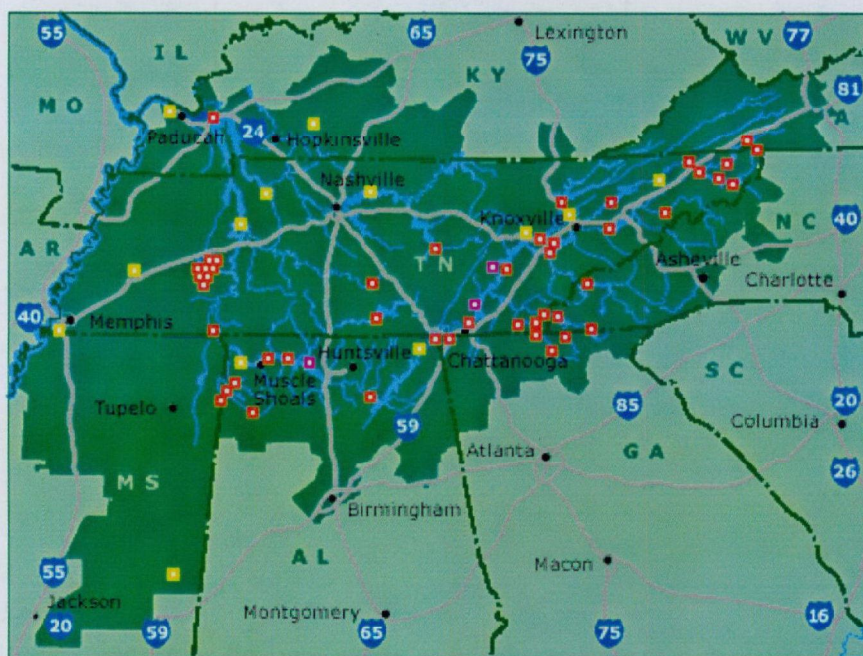 55
I L
65
Lexington
W V
77
75
K Y
M O
81
Paducah
24
Hopkinsville
A
Nashville
Knoxville
N C
40
A R
T N
Asheville
Charlotte
40
Memphis
Huntsville
Chattanooga
Muscle
Shoals
S C
Tupelo
85
20
59
Columbia
Atlanta
G A
26
M S
Birmingham
A L
Macon
55
Jackson
20
59
Montgomery
65
75
16